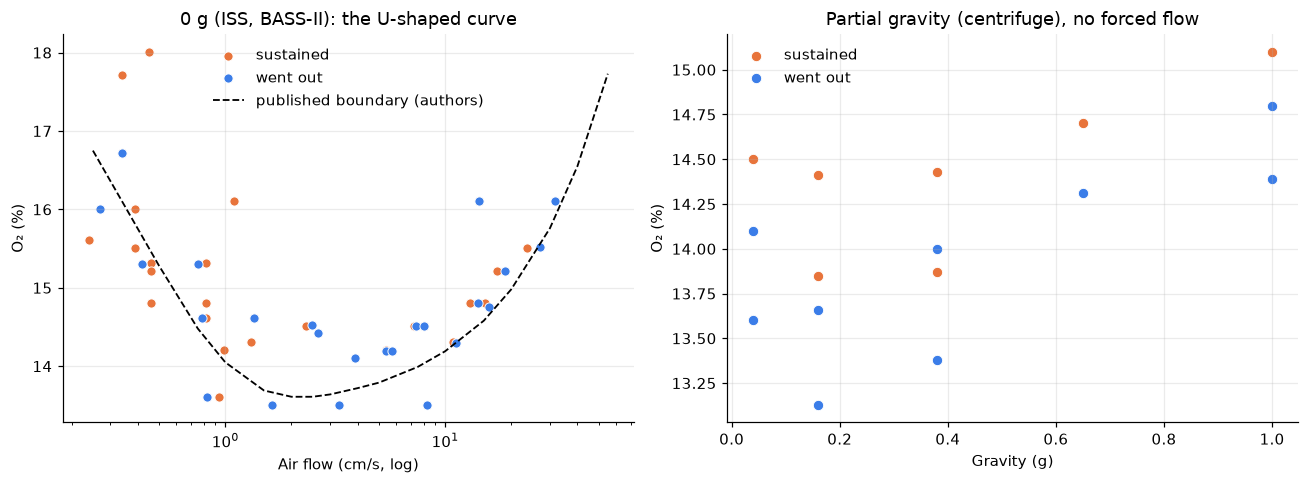 0 g (ISS, BASS-II): the U-shaped curve
sustained
went out
published boundary (authors)
18
17
16
15
14
O₂ (%)
10⁰
10¹
Air flow (cm/s, log)
Partial gravity (centrifuge), no forced flow
sustained
went out
15.00
14.75
14.50
14.25
14.00
13.75
13.50
13.25
O₂ (%)
0.0
0.2
0.4
0.6
0.8
1.0
Gravity (g)